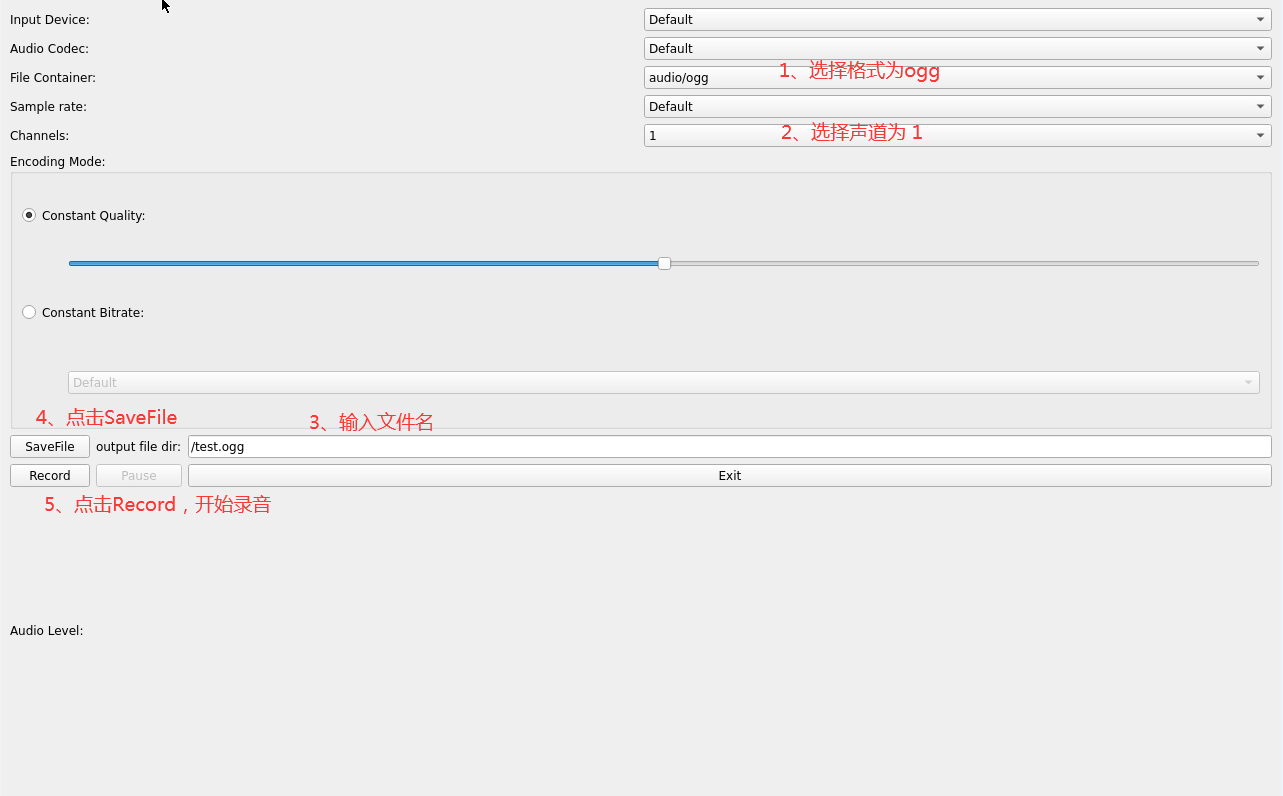 Input Device: Default
Audio Codec: Default
File Container: audio/ogg 1、选择格式为ogg
Sample rate: Default
Channels: 1 2、选择声道为 1
Encoding Mode:
Constant Quality:
Constant Bitrate:
Default
4、点击SaveFile 3、输入文件名
SaveFile output file dir: /test.ogg
Record Pause Exit
5、点击Record，开始录音
Audio Level: